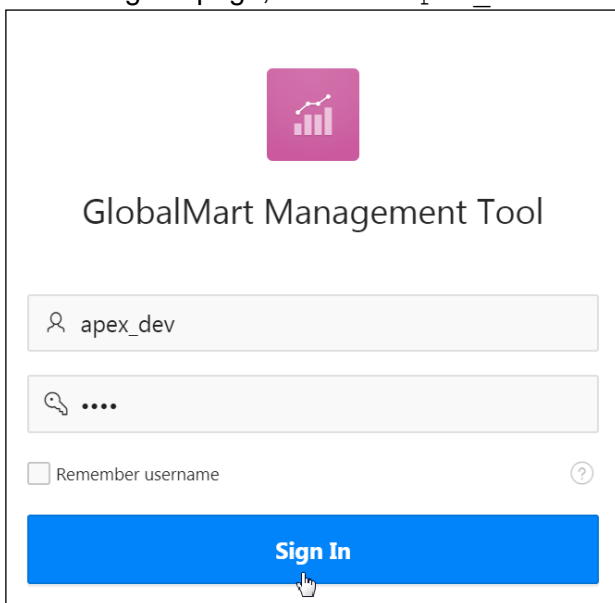 GlobalMart Management Tool
apex_dev
••••
Remember username
?
Sign In